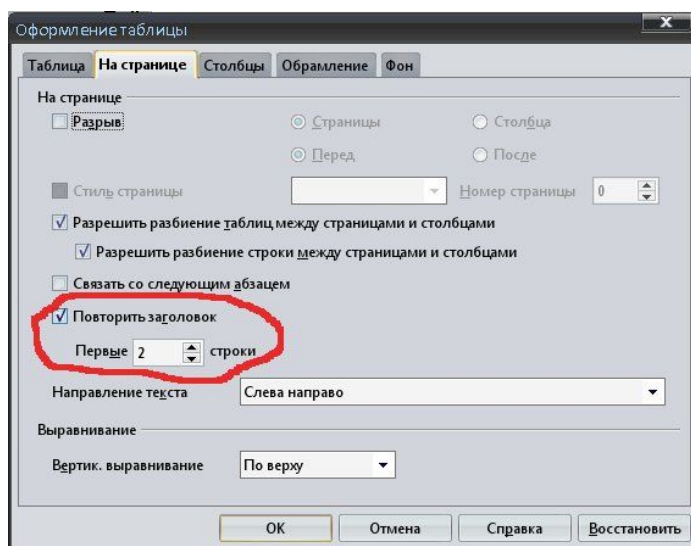 Оформление таблицы
Таблица На странице Столбцы Обрамление Фон
На странице
Разрыв Страницы Столбца
Перед После
Стиль страницы Номер страницы 0
Разрешить разбиение таблиц между страницами и столбцами
Разрешить разбиение строки между страницами и столбцами
Связать со следующим абзацем
Повторить заголовок
Первые 2 строки
Направление текста Слева направо
Выравнивание
Вертик. выравнивание По верху
ОК Отмена Справка Восстановить